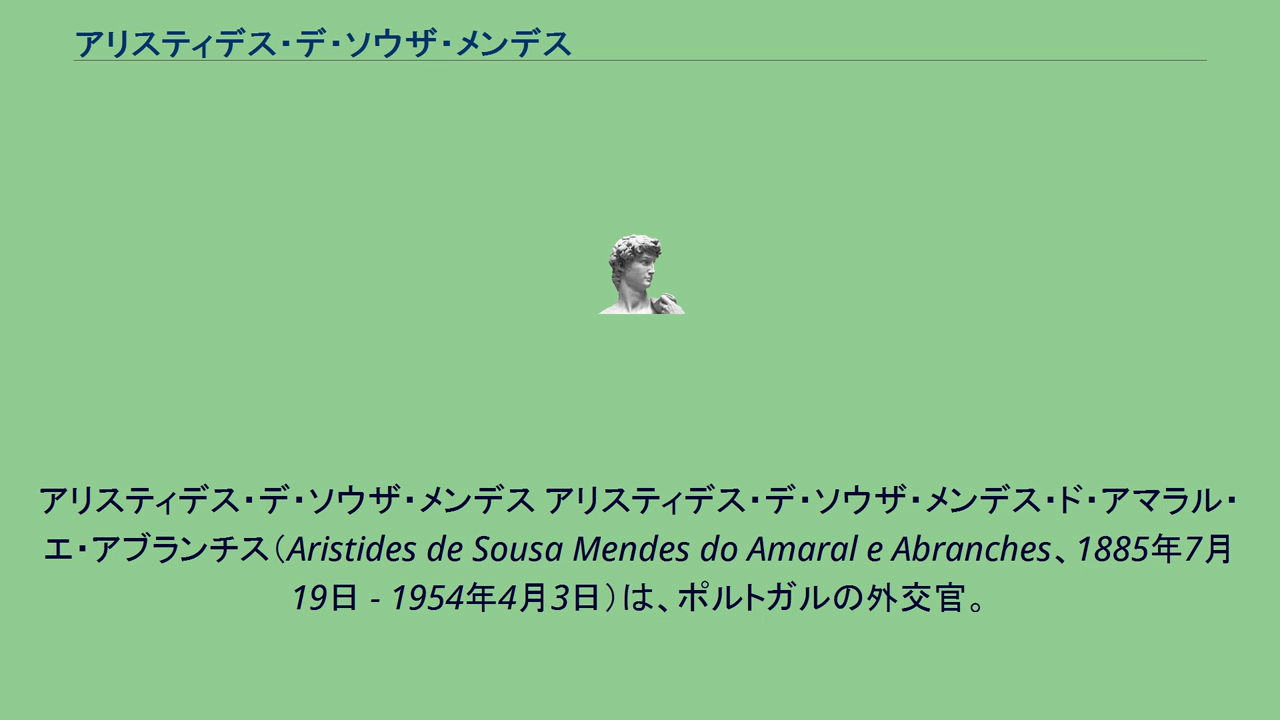 アリスティデス・デ・ソウザ・メンデス
アリスティデス・デ・ソウザ・メンデス アリスティデス・デ・ソウザ・メンデス・ド・アマラル・
エ・アブランチス（Aristides de Sousa Mendes do Amaral e Abranches、1885年7月
19日 - 1954年4月3日）は、ポルトガルの外交官。